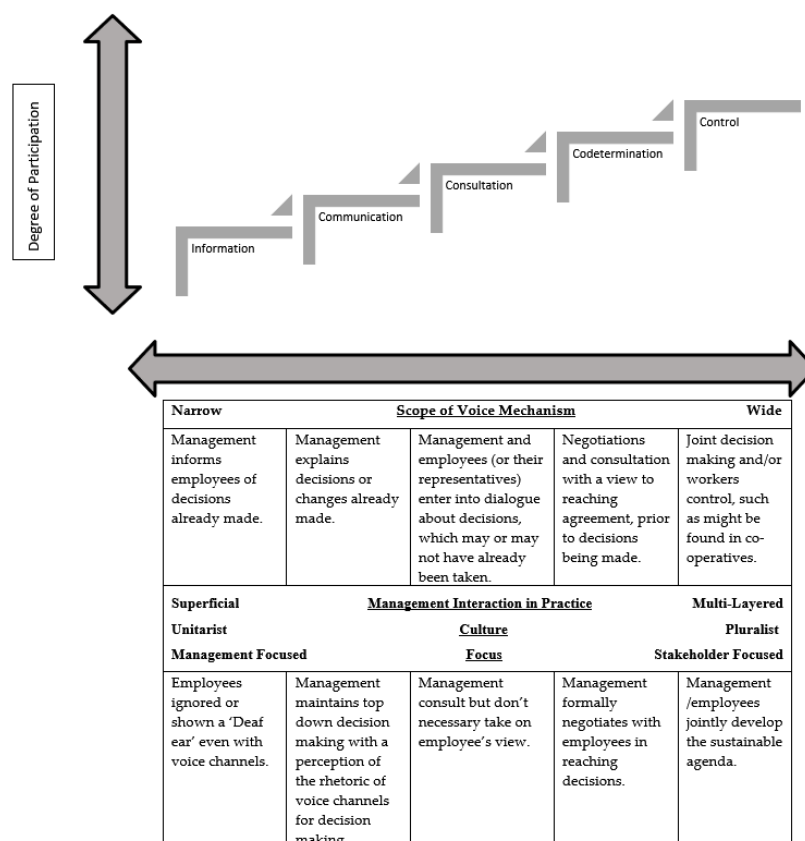 Degree of Participation
Control
Codetermination
Consultation
Communication
Information
Narrow Scope of Voice Mechanism Wide
Management
informs
employees of
decisions
already made.
Management
explains
decisions or
changes already
made.
Management and
employees (or their
representatives)
enter into dialogue
about decisions,
which may or may
not have already
been taken.
Negotiations
and consultation
with a view to
reaching
agreement, prior
to decisions
being made.
Joint decision
making and/or
workers
control, such
as might be
found in co-
operatives.
Superficial Management Interaction in Practice Multi-Layered
Unitarist Culture Pluralist
Management Focused Focus Stakeholder Focused
Employees
ignored or
shown a ‘Deaf
ear’ even with
voice channels.
Management
maintains top
down decision
making with a
perception of
the rhetoric of
voice channels
for decision
making
Management
consult but don’t
necessary take on
employee’s view.
Management
formally
negotiates with
employees in
reaching
decisions.
Management
/employees
jointly develop
the sustainable
agenda.